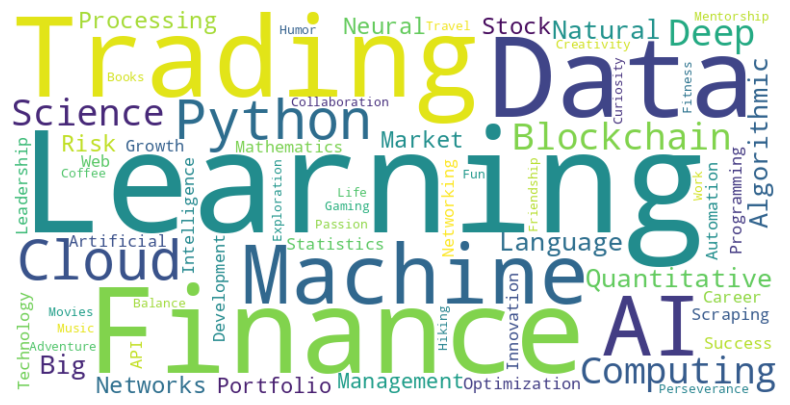 Trading
Processing
Humor
Neural
Travel
Stock
Natural
Mentorship
Deep
Creativity
Books
Data
Collaboration
Curiosity
Fitness
Algorithmic
Science
Python
Risk
Growth
Mathematics
Market
Blockchain
Leadership
Web
Coffee
Learning
Intelligence
Exploration
Life
Gaming
Passion
Networking
Fun
Friendship
Work
Automation
Programming
Artificial
Statistics
Language
Cloud
Development
Machine
Quantitative
Technology
Movies
Music
Adventure
Balance
API
Finance
Hiking
Innovation
AI
Career
Scraping
Success
Big
Computing
Networks
Portfolio
Management
Optimization
Perseverance